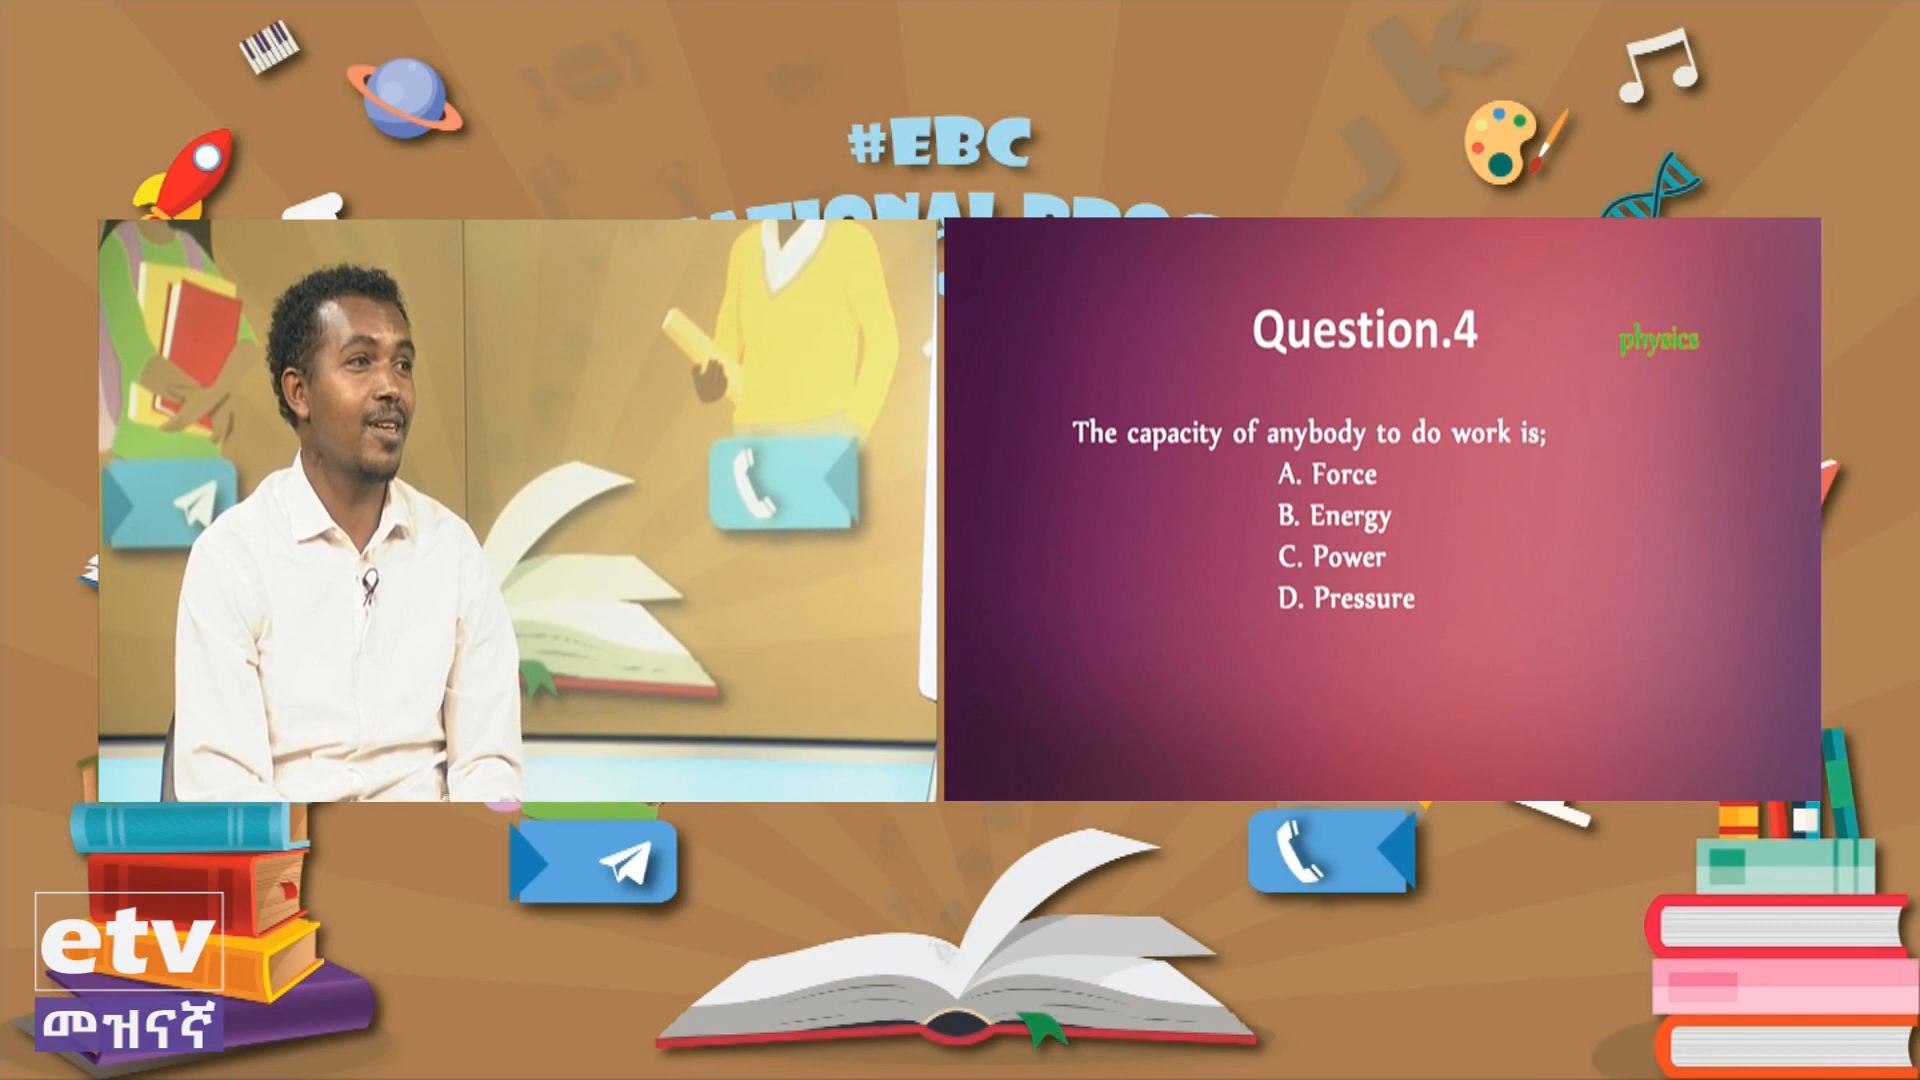 #EBC
Question.4
physics
The capacity of anybody to do work is;
A. Force
B. Energy
C. Power
D. Pressure
etv
መዝናኛ